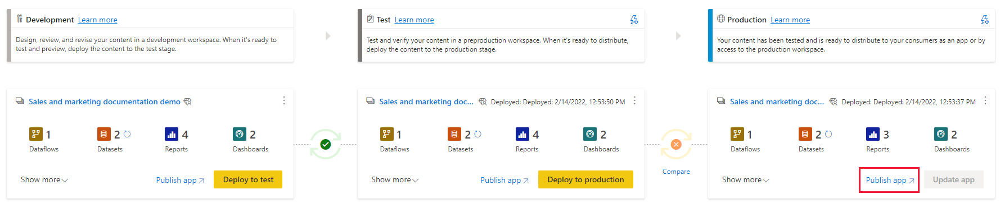 Development Learn more
Design, review, and revise your content in a development workspace. When it's ready to
test and preview, deploy the content to the test stage.
Test Learn more
Test and verify your content in a preproduction workspace. When it's ready to distribute,
deploy the content to the production stage.
Production Learn more
Your content has been tested and is ready to distribute to your consumers as an app or by
access to the production workspace.
Sales and marketing documentation demo
1
Dataflows
2
Datasets
4
Reports
2
Dashboards
Show more
Publish app
Deploy to test
Sales and marketing doc... Deployed: Deployed: 2/14/2022, 12:53:50 PM
1
Dataflows
2
Datasets
4
Reports
2
Dashboards
Show more
Publish app
Deploy to production
Compare
Sales and marketing doc... Deployed: Deployed: 2/14/2022, 12:53:37 PM
1
Dataflows
2
Datasets
3
Reports
2
Dashboards
Show more
Publish app
Update app